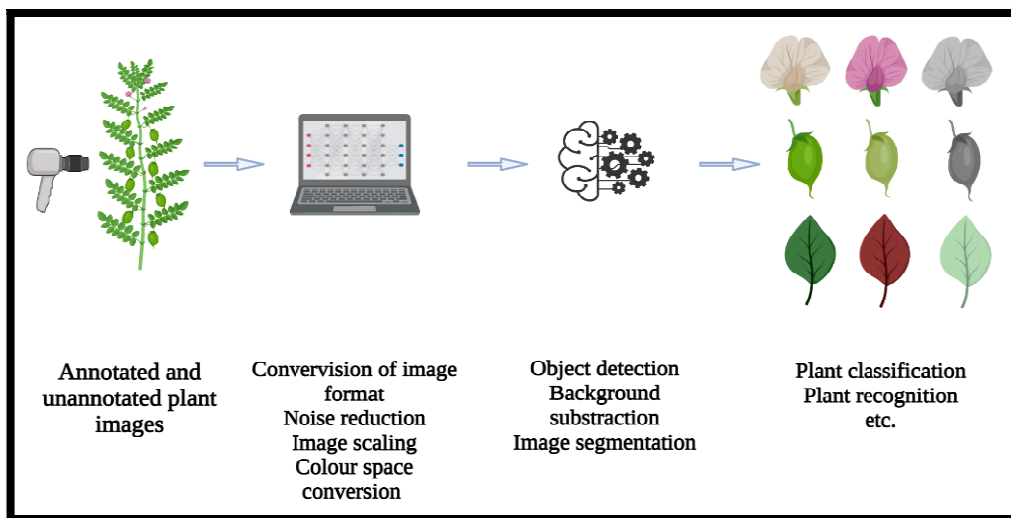 Annotated and
unannotated plant
images
Convervision of image
format
Noise reduction
Image scaling
Colour space
conversion
Object detection
Background
substraction
Image segmentation
Plant classification
Plant recognition
etc.